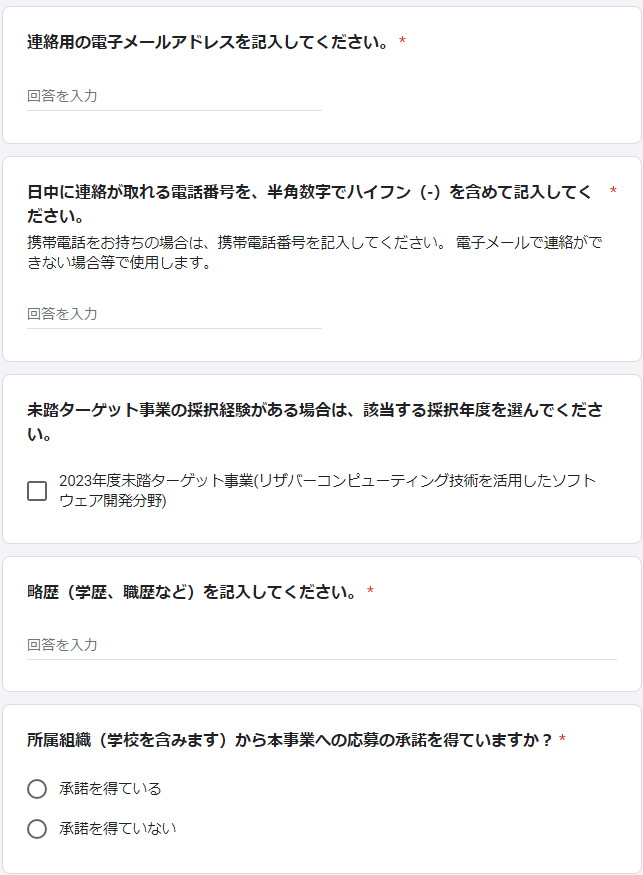 連絡用の電子メールアドレスを記入してください。 *
回答を入力
日中に連絡が取れる電話番号を、半角数字でハイフン（-）を含めて記入してく *
ださい。
携帯電話をお持ちの場合は、携帯電話番号を記入してください。 電子メールで連絡がで
きない場合等で使用します。
回答を入力
未踏ターゲット事業の採択経験がある場合は、該当する採択年度を選んでくださ
い。
2023年度未踏ターゲット事業(リザバーコンピューティング技術を活用したソフト
ウェア開発分野)
略歴（学歴、職歴など）を記入してください。 *
回答を入力
所属組織（学校を含みます）から本事業への応募の承諾を得ていますか？ *
承諾を得ている
承諾を得ていない